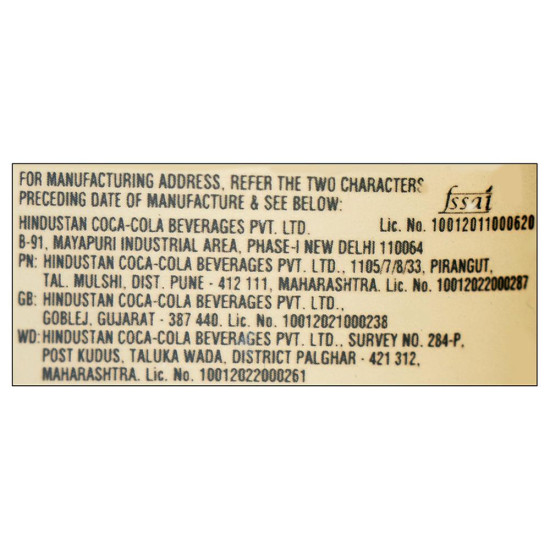 FOR MANUFACTURING ADDRESS, REFER THE TWO CHARACTERS
PRECEDING DATE OF MANUFACTURE & SEE BELOW:
fssai
HINDUSTAN COCA-COLA BEVERAGES PVT. LTD. Lic. No. 10012011000620
B-91, MAYAPURI INDUSTRIAL AREA, PHASE-I NEW DELHI 110064
PN: HINDUSTAN COCA-COLA BEVERAGES PVT. LTD., 1105/7/8/33, PIRANGUT,
TAL. MULSHI, DIST. PUNE - 412 111, MAHARASHTRA. Lic. No. 10012022000287
GB: HINDUSTAN COCA-COLA BEVERAGES PVT. LTD.,
GOBLEJ, GUJARAT - 387 440. Lic. No. 10012021000238
WD: HINDUSTAN COCA-COLA BEVERAGES PVT. LTD., SURVEY NO. 284-P,
POST KUDUS, TALUKA WADA, DISTRICT PALGHAR - 421 312,
MAHARASHTRA. Lic. No. 10012022000261